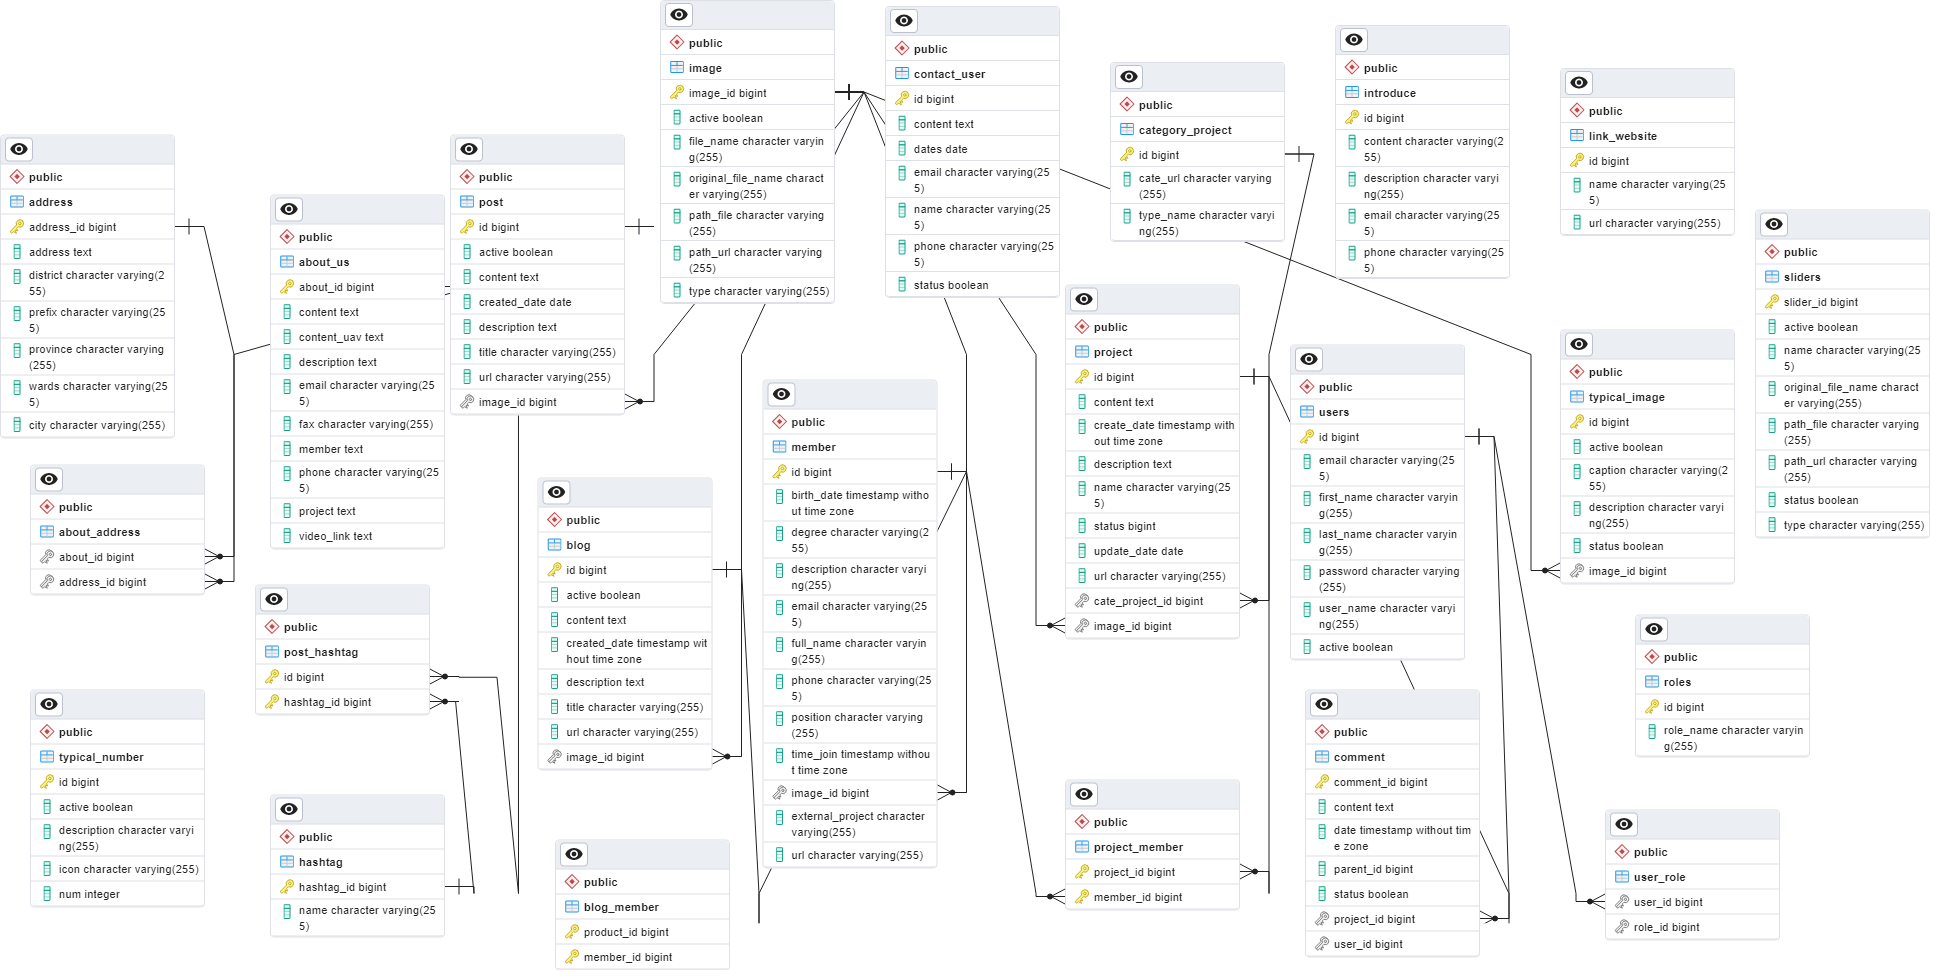 public
image
image_id bigint
active boolean
file_name character varyin
g(255)
original_file_name charact
er varying(255)
path_file character varying
(255)
path_url character varying
(255)
type character varying(255)
public
contact_user
id bigint
content text
dates date
email character varying(25
5)
name character varying(25
5)
phone character varying(25
5)
status boolean
public
category_project
id bigint
cate_url character varying
(255)
type_name character varyi
ng(255)
public
introduce
id bigint
content character varying(2
55)
description character varyi
ng(255)
email character varying(25
5)
phone character varying(25
5)
public
link_website
id bigint
name character varying(25
5)
url character varying(255)
public
sliders
slider_id bigint
active boolean
name character varying(25
5)
original_file_name charact
er varying(255)
path_file character varying
(255)
path_url character varying
(255)
status boolean
type character varying(255)
public
address
address_id bigint
address text
district character varying(2
55)
prefix character varying(25
5)
province character varying
(255)
wards character varying(25
5)
city character varying(255)
public
about_us
about_id bigint
content text
content_uav text
description text
email character varying(25
5)
fax character varying(255)
member text
phone character varying(25
5)
project text
video_link text
public
post
id bigint
active boolean
content text
created_date date
description text
title character varying(255)
url character varying(255)
image_id bigint
public
member
id bigint
birth_date timestamp witho
ut time zone
degree character varying(2
55)
description character varyi
ng(255)
email character varying(25
5)
full_name character varyin
g(255)
phone character varying(25
5)
position character varying
(255)
time_join timestamp withou
t time zone
image_id bigint
external_project character
varying(255)
url character varying(255)
public
project
id bigint
content text
create_date timestamp with
out time zone
description text
name character varying(25
5)
status bigint
update_date date
url character varying(255)
cate_project_id bigint
image_id bigint
public
users
id bigint
email character varying(25
5)
first_name character varyin
g(255)
last_name character varyin
g(255)
password character varying
(255)
user_name character varyi
ng(255)
active boolean
public
typical_image
id bigint
active boolean
caption character varying(2
55)
description character varyi
ng(255)
status boolean
image_id bigint
public
about_address
about_id bigint
address_id bigint
public
post_hashtag
id bigint
hashtag_id bigint
public
blog
id bigint
active boolean
content text
created_date timestamp wit
hout time zone
description text
title character varying(255)
url character varying(255)
image_id bigint
public
roles
id bigint
role_name character varyin
g(255)
public
typical_number
id bigint
active boolean
description character varyi
ng(255)
icon character varying(255)
num integer
public
hashtag
hashtag_id bigint
name character varying(25
5)
public
blog_member
product_id bigint
member_id bigint
public
project_member
project_id bigint
member_id bigint
public
comment
comment_id bigint
content text
date timestamp without tim
e zone
parent_id bigint
status boolean
project_id bigint
user_id bigint
public
user_role
user_id bigint
role_id bigint